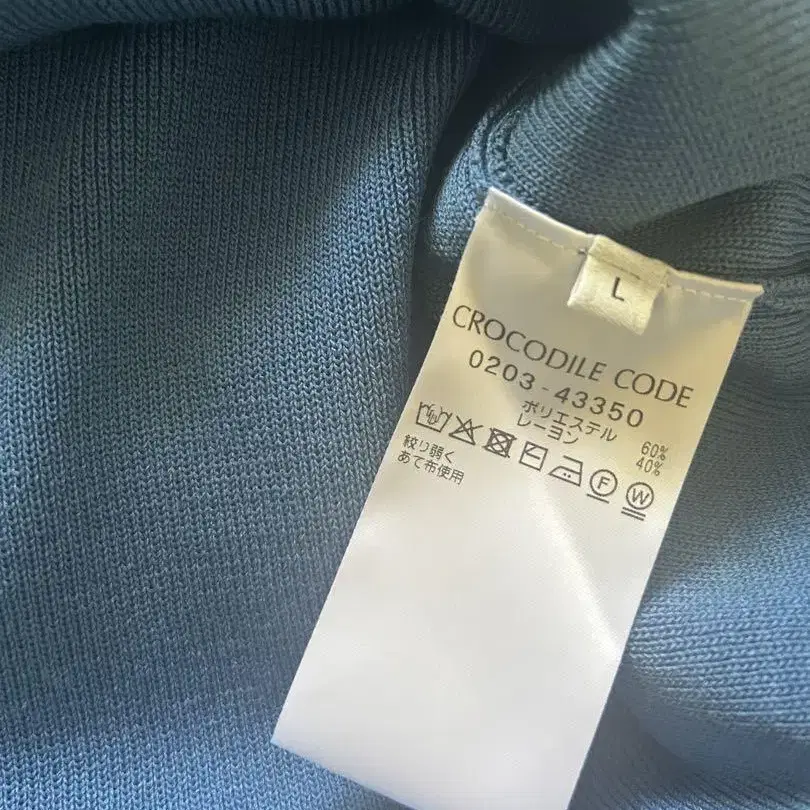 L
CROCODILE CODE
0203-43350
ポリエステル 60%
レーヨン 40%
F
W
絞り弱く
あて布使用